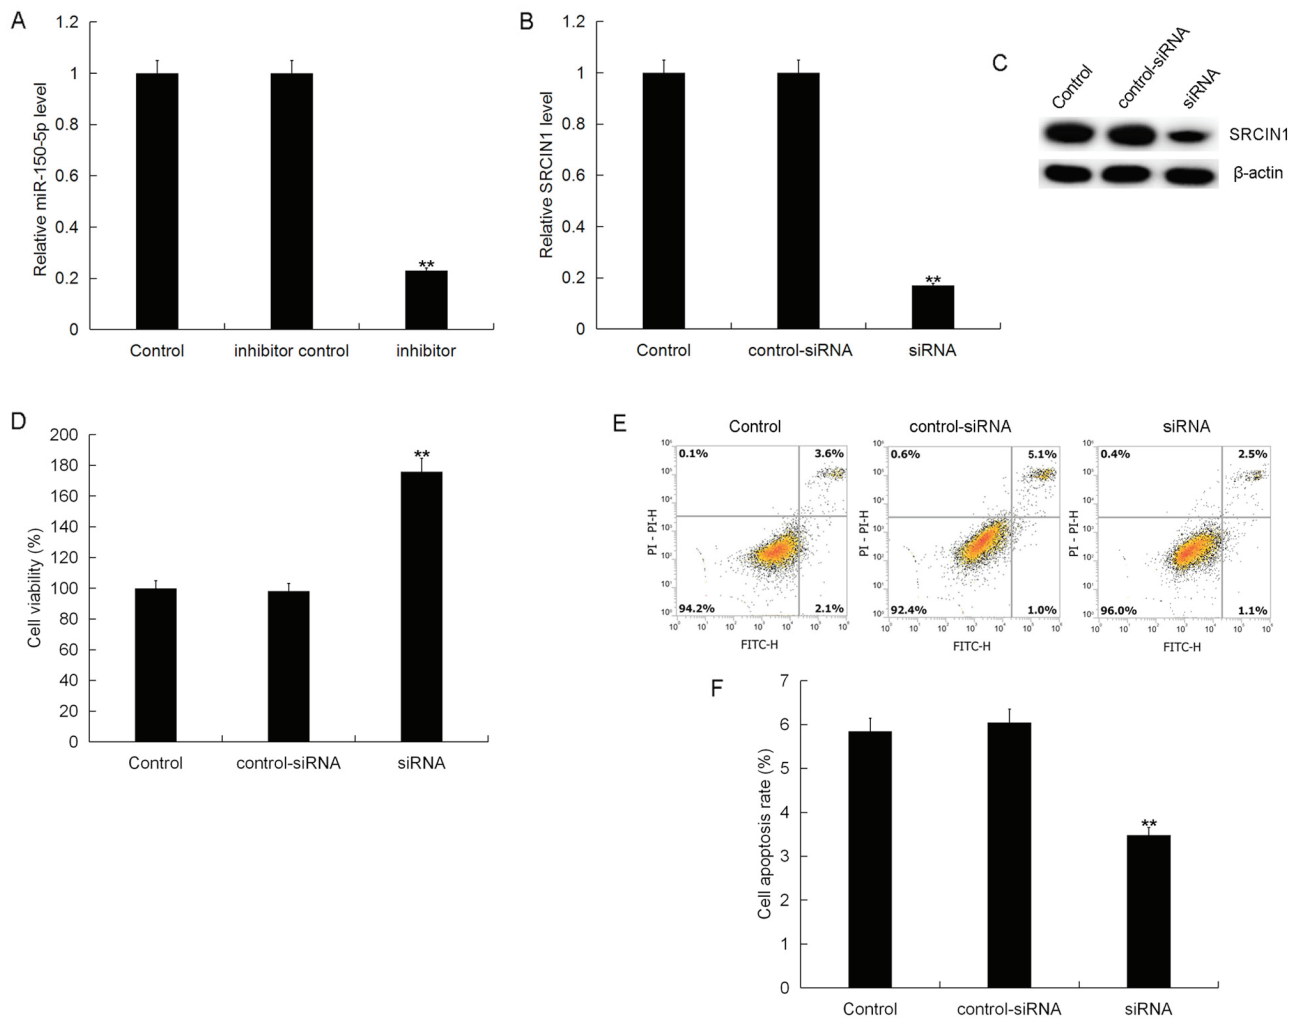 A
1.2
1
0.8
0.6
0.4
0.2
0
Relative miR-150-5p level
**
Control inhibitor control inhibitor
B
1.2
1
0.8
0.6
0.4
0.2
0
Relative SRCIN1 level
**
Control control-siRNA siRNA
C
Control control-siRNA siRNA
SRCIN1
β-actin
D
200
180
160
140
120
100
80
60
40
20
0
Cell viability (%)
**
Control control-siRNA siRNA
E
Control
0.1% 3.6%
94.2% 2.1%
PI - PI-H
FITC-H
control-siRNA
0.6% 5.1%
92.4% 1.0%
PI - PI-H
FITC-H
siRNA
0.4% 2.5%
96.0% 1.1%
PI - PI-H
FITC-H
F
7
6
5
4
3
2
1
0
Cell apoptosis rate (%)
**
Control control-siRNA siRNA